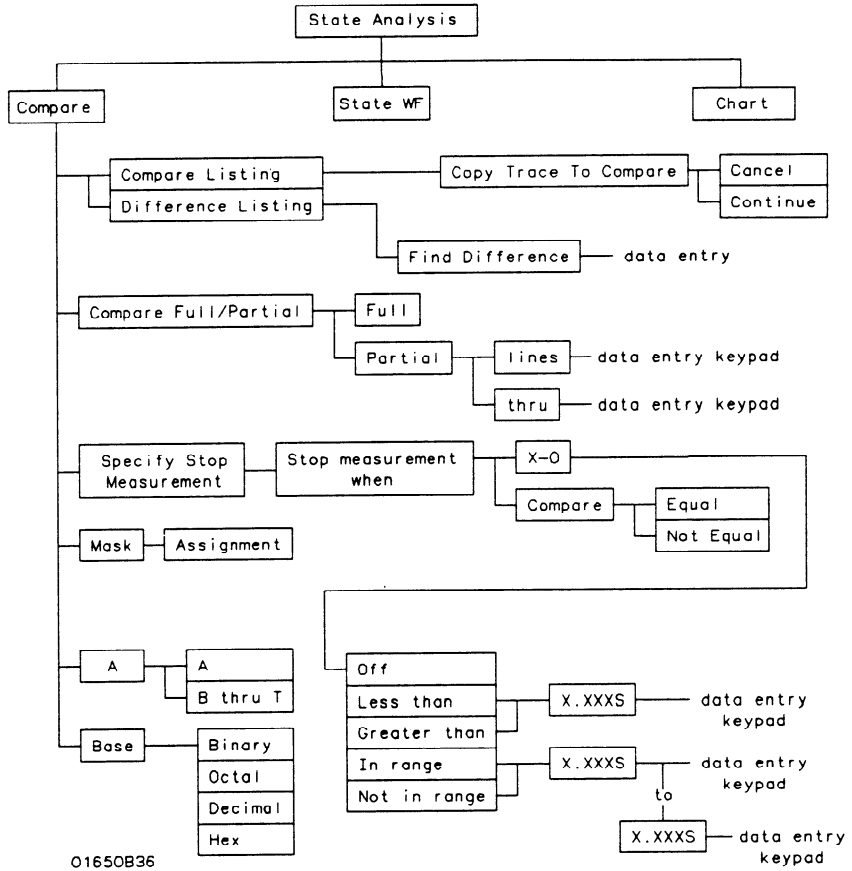 State Analysis
Compare
State WF
Chart
Compare Listing
Copy Trace To Compare
Cancel
Difference Listing
Continue
Find Difference
data entry
Compare Full/Partial
Full
Partial
lines
data entry keypad
thru
data entry keypad
Specify Stop
Measurement
Stop measurement
when
X-O
Compare
Equal
Not Equal
Mask
Assignment
A
A
B thru T
Base
Binary
Octal
Decimal
Hex
Off
Less than
Greater than
In range
Not in range
X.XXXS
data entry
keypad
X.XXXS
data entry
keypad
to
X.XXXS
data entry
keypad
01650B36